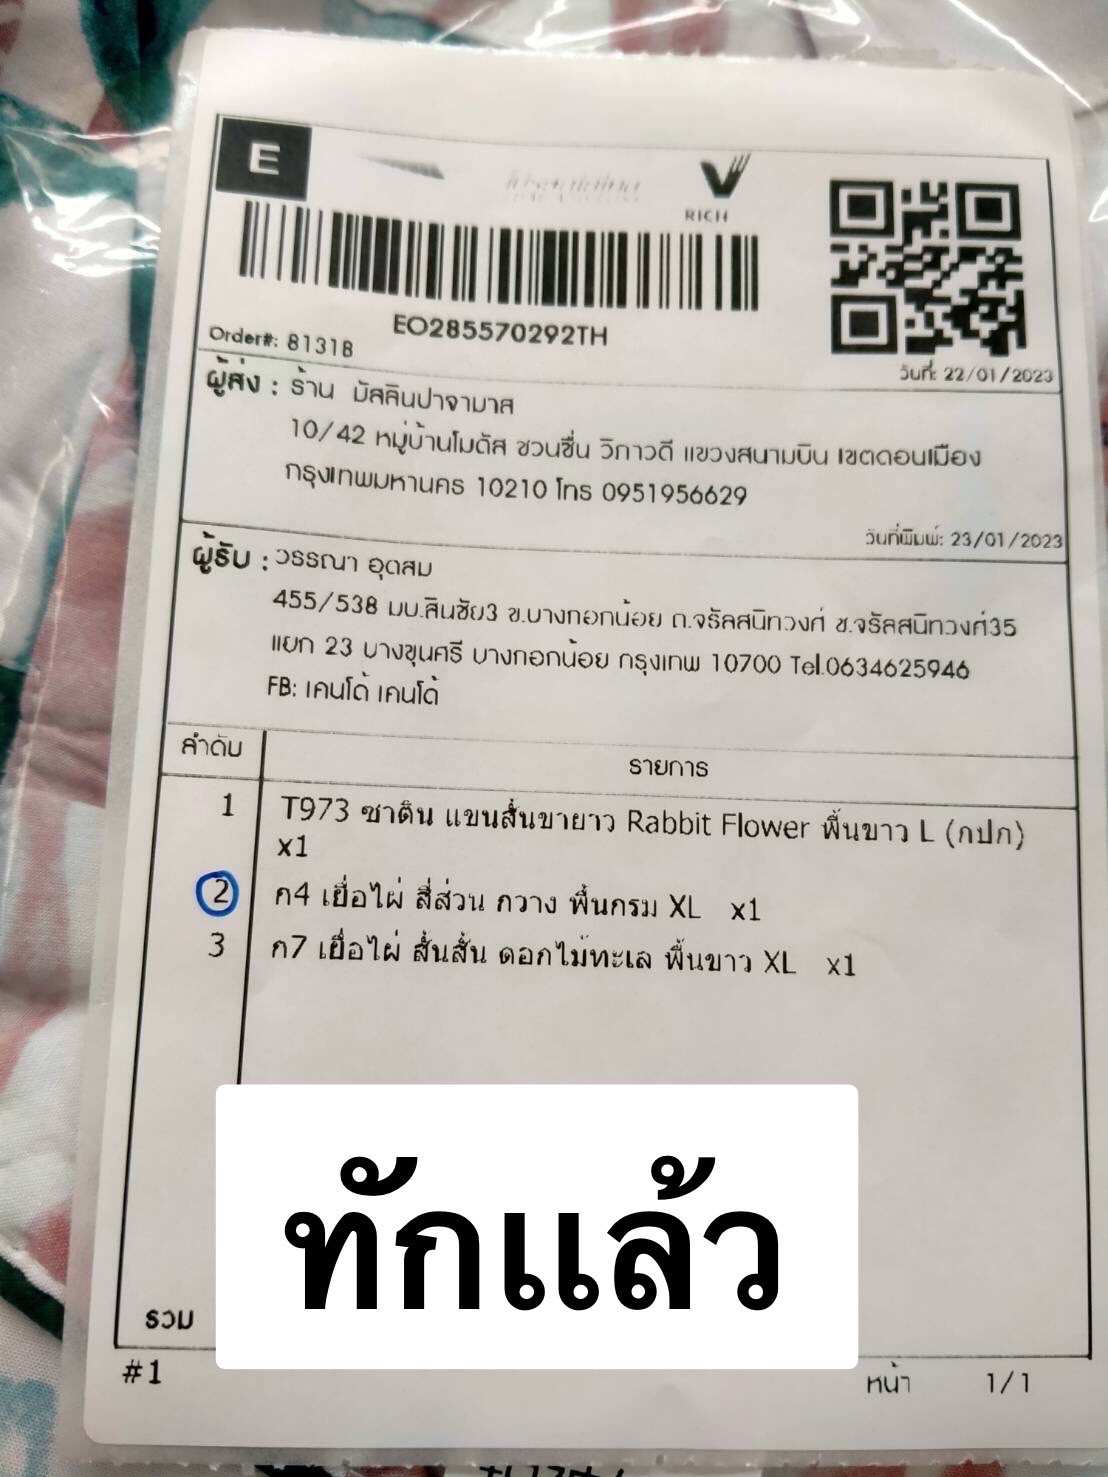 E
RICH
EO285570292TH
Order#: 81318
วันที่: 22/01/2023
ผู้ส่ง : ร้าน มัสลินปาจามาส
10/42 หมู่บ้านโมดัส ชวนชื่น วิภาวดี แขวงสนามบิน เขตดอนเมือง
กรุงเทพมหานคร 10210 โทร 0951956629
วันที่พิมพ์: 23/01/2023
ผู้รับ : วรรณา อุดสม
455/538 มบ.สินชัย3 ข.บางกอกน้อย ถ.จรัลสนิทวงศ์ ซ.จรัลสนิทวงศ์35
แยก 23 บางขุนศรี บางกอกน้อย กรุงเทพ 10700 Tel.0634625946
FB: เคนโด้ เคนโด้
ลำดับ รายการ
1 T973 ซาติน แขนสั้นขายาว Rabbit Flower พื้นขาว L (กปก)
x1
2 ก4 เยื่อไผ่ สี่ส่วน กวาง พื้นกรม XL x1
3 ก7 เยื่อไผ่ สั้นสั้น ดอกไม้ทะเล พื้นขาว XL x1
ทักแล้ว
รวม
#1 หน้า 1/1